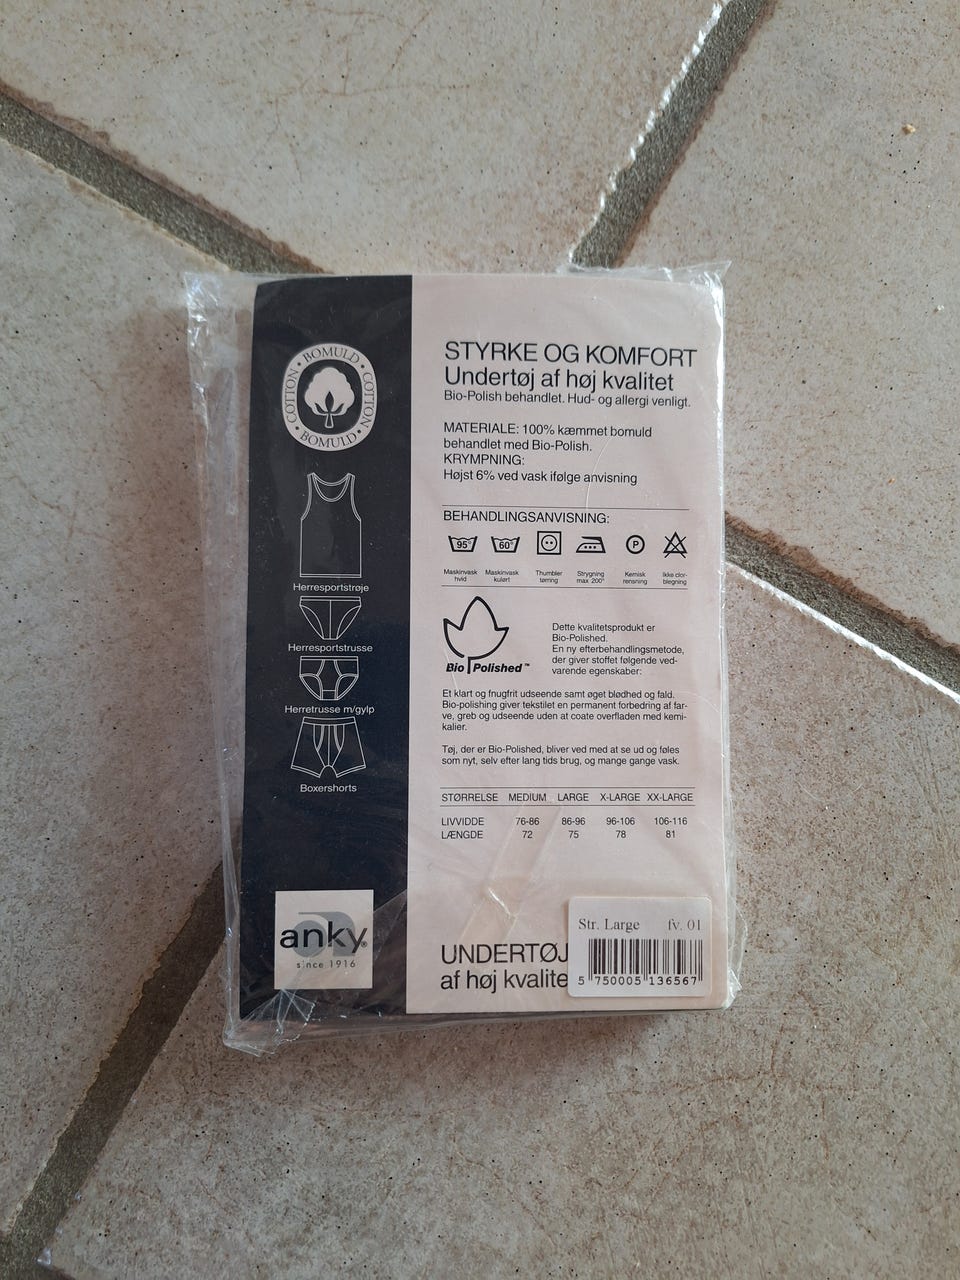 COTTON • BOMULD • COTTON • BOMULD •
Herresportstrøje
Herresportstrusse
Herretrusse m/gylp
Boxershorts
anky®
since 1916
STYRKE OG KOMFORT
Undertøj af høj kvalitet
Bio-Polish behandlet. Hud- og allergi venligt.
MATERIALE: 100% kæmmet bomuld
behandlet med Bio-Polish.
KRYMPNING:
Højst 6% ved vask ifølge anvisning
BEHANDLINGSANVISNING:
95° 60° P
Maskinvask hvid
Maskinvask kulørt
Thumbler tørring
Strygning max 200°
Kemisk rensning
Ikke clor-blegning
Bio Polished™
Dette kvalitetsprodukt er
Bio-Polished.
En ny efterbehandlingsmetode,
der giver stoffet følgende ved-
varende egenskaber:
Et klart og fnugfrit udseende samt øget blødhed og fald.
Bio-polishing giver tekstilet en permanent forbedring af far-
ve, greb og udseende uden at coate overfladen med kemi-
kalier.
Tøj, der er Bio-Polished, bliver ved med at se ud og føles
som nyt, selv efter lang tids brug, og mange gange vask.
STØRRELSE MEDIUM LARGE X-LARGE XX-LARGE
LIVVIDDE 76-86 86-96 96-106 106-116
LÆNGDE 72 75 78 81
UNDERTØJ
af høj kvalite
Str. Large fv. 01
5 750005 136567